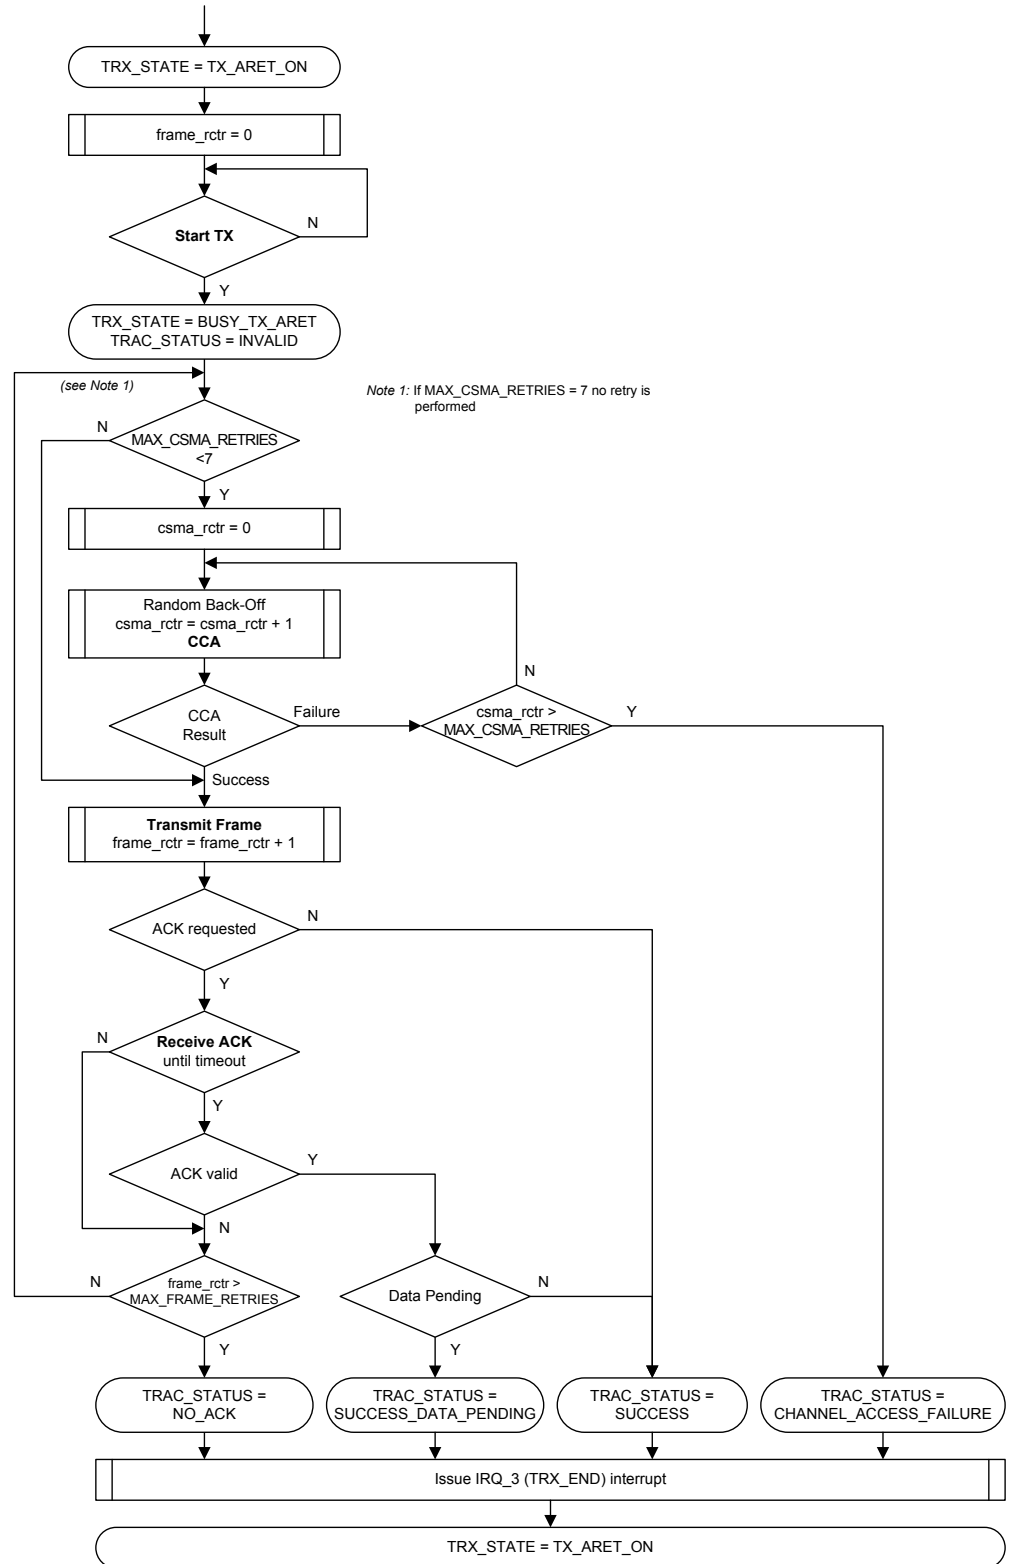 TRX_STATE = TX_ARET_ON
frame_rctr = 0
N
Start TX
Y
TRX_STATE = BUSY_TX_ARET
TRAC_STATUS = INVALID
(see Note 1)
Note 1: If MAX_CSMA_RETRIES = 7 no retry is
performed
N
MAX_CSMA_RETRIES
<7
Y
csma_rctr = 0
Random Back-Off
csma_rctr = csma_rctr + 1
CCA
N
CCA
Result
Failure
csma_rctr >
MAX_CSMA_RETRIES
Y
Success
Transmit Frame
frame_rctr = frame_rctr + 1
ACK requested
N
Y
N
Receive ACK
until timeout
Y
ACK valid
Y
N
N
frame_rctr >
MAX_FRAME_RETRIES
Data Pending
N
Y
Y
TRAC_STATUS =
NO_ACK
TRAC_STATUS =
SUCCESS_DATA_PENDING
TRAC_STATUS =
SUCCESS
TRAC_STATUS =
CHANNEL_ACCESS_FAILURE
Issue IRQ_3 (TRX_END) interrupt
TRX_STATE = TX_ARET_ON